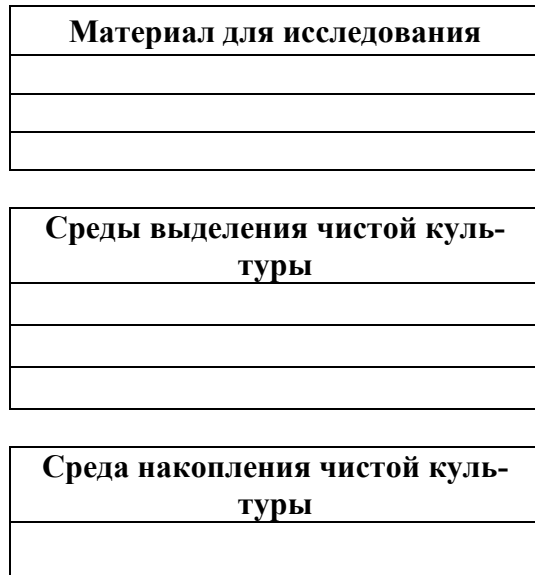 Материал для исследования
Среды выделения чистой куль-
туры
Среда накопления чистой куль-
туры